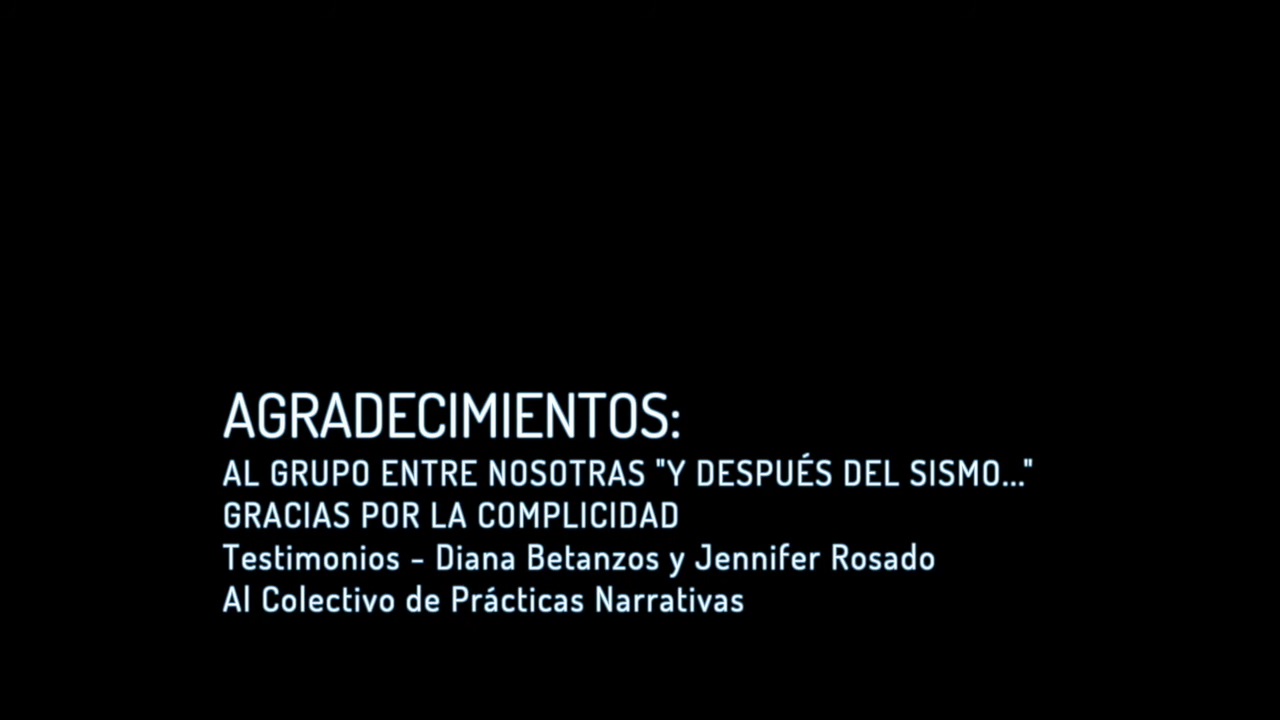 AGRADECIMIENTOS:
AL GRUPO ENTRE NOSOTRAS "Y DESPUÉS DEL SISMO..."
GRACIAS POR LA COMPLICIDAD
Testimonios - Diana Betanzos y Jennifer Rosado
Al Colectivo de Prácticas Narrativas